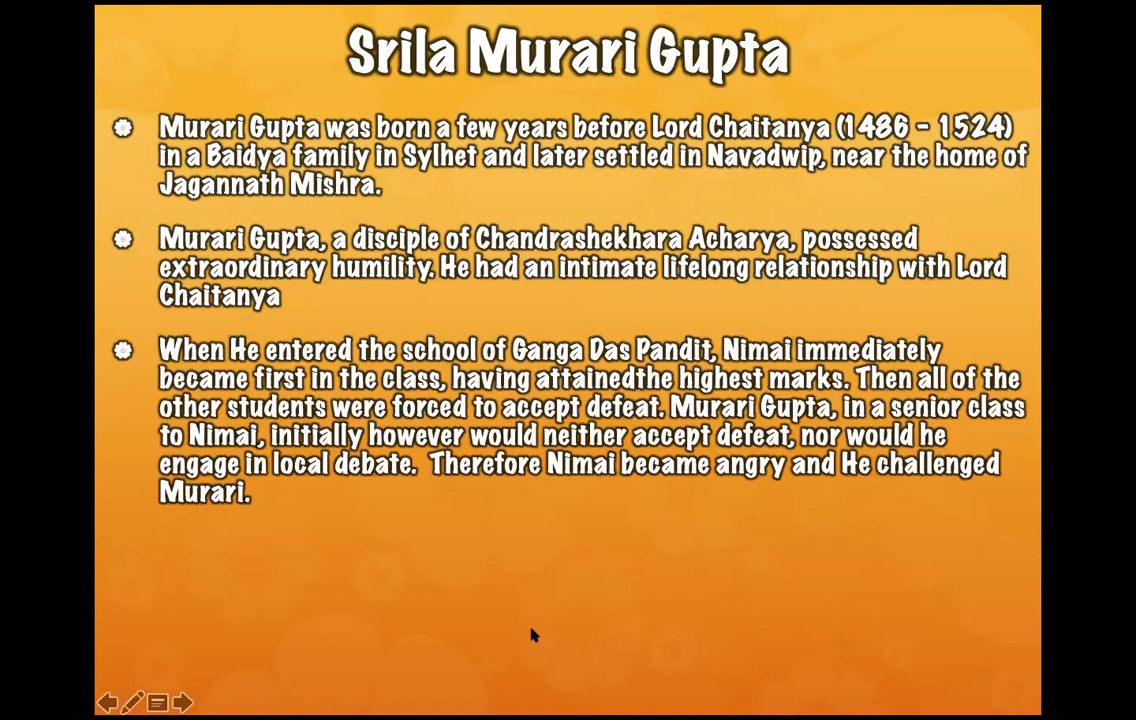 Srila Murari Gupta
Murari Gupta was born a few years before Lord Chaitanya (1486 - 1524)
in a Baidya family in Sylhet and later settled in Navadwip, near the home of
Jagannath Mishra.
Murari Gupta, a disciple of Chandrashekhara Acharya, possessed
extraordinary humility. He had an intimate lifelong relationship with Lord
Chaitanya
When He entered the school of Ganga Das Pandit, Nimai immediately
became first in the class, having attainedthe highest marks. Then all of the
other students were forced to accept defeat. Murari Gupta, in a senior class
to Nimai, initially however would neither accept defeat, nor would he
engage in local debate.  Therefore Nimai became angry and He challenged
Murari.